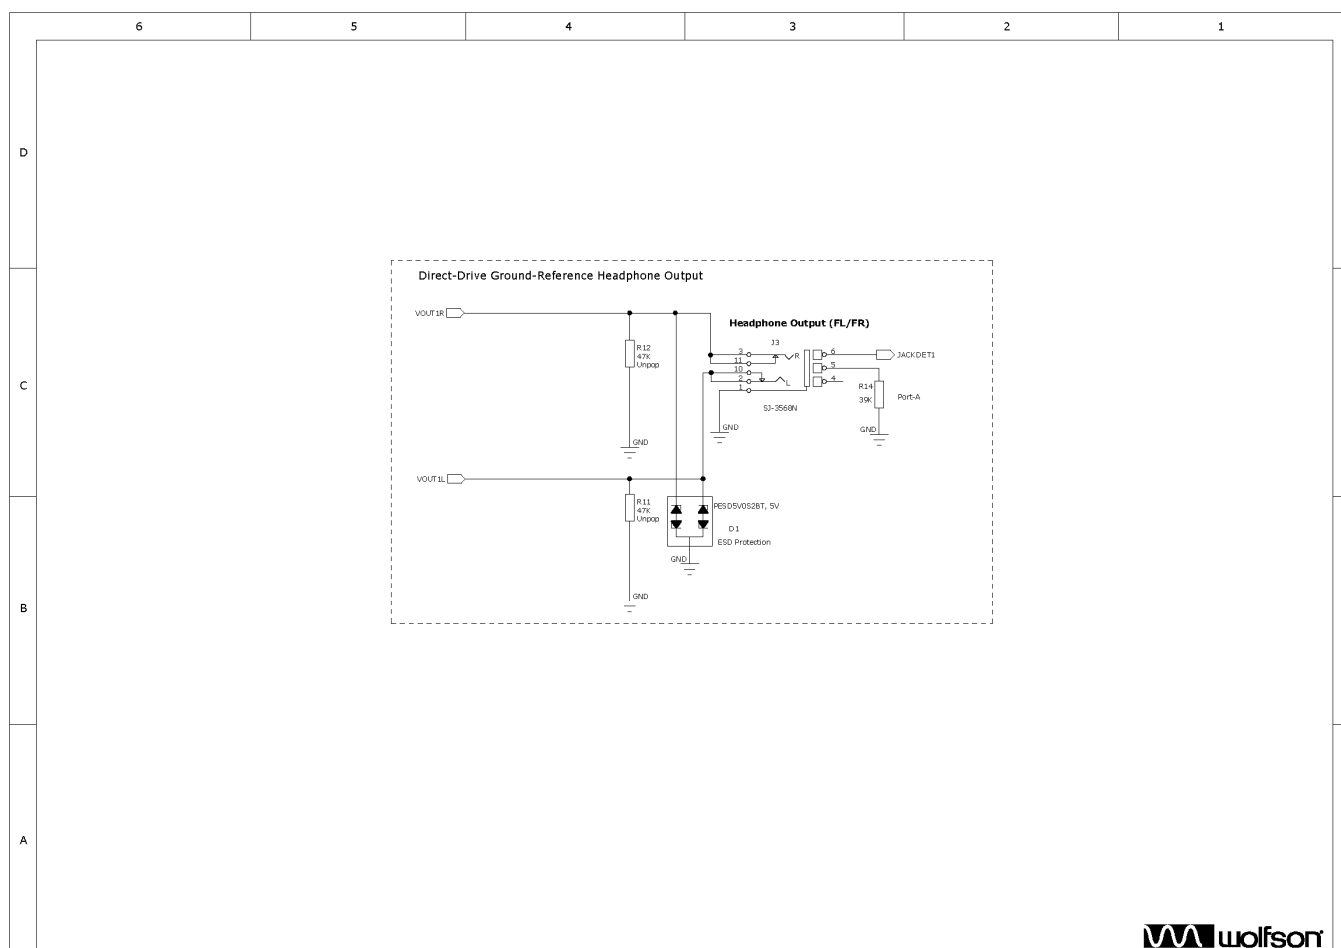 6 5 4 3 2 1
D
C
B
A
Direct-Drive Ground-Reference Headphone Output
VOUT1R
Headphone Output (FL/FR)
J3
R12
47K
Unpop
3
11
10
2
1
R
L
6
5
4
JACKDET1
R14
39K
Port-A
SJ-3568N
GND
GND
GND
VOUT1L
R11
47K
Unpop
PESD5V0S2BT, 5V
D1
ESD Protection
GND
GND
wolfson